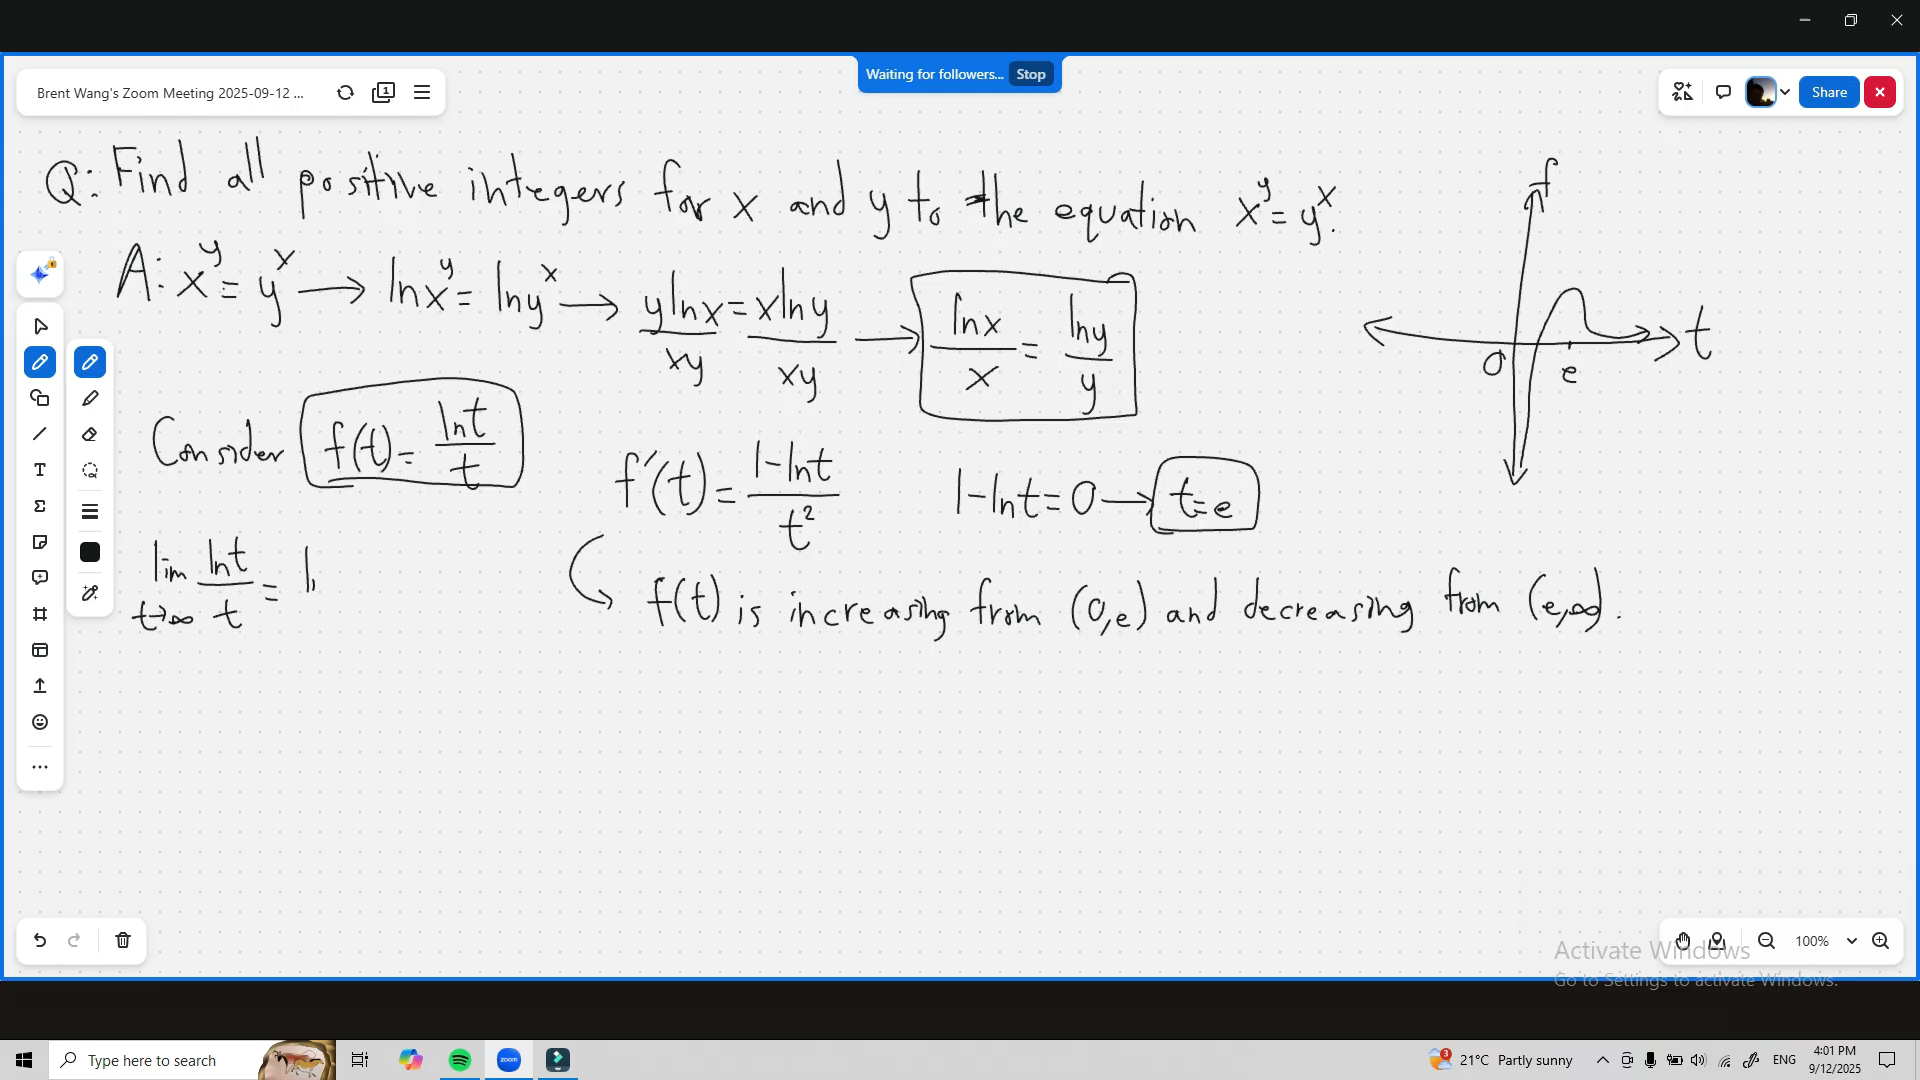 Waiting for followers... Stop
Brent Wang's Zoom Meeting 2025-09-12 ...
1
Share
Q: Find all positive integers for x and y to the equation x^y = y^x.
A: x^y = y^x → ln x^y = ln y^x → y ln x / xy = x ln y / xy → ln x / x = ln y / y
f
t
0
e
Consider f(t) = ln t / t
f'(t) = 1 - ln t / t^2
1 - ln t = 0 → t = e
lim t→∞ ln t / t = l
f(t) is increasing from (0,e) and decreasing from (e,∞).
100%
Activate Windows
Go to Settings to activate Windows.
Type here to search
zoom
3
21°C Partly sunny
ENG
4:01 PM
9/12/2025